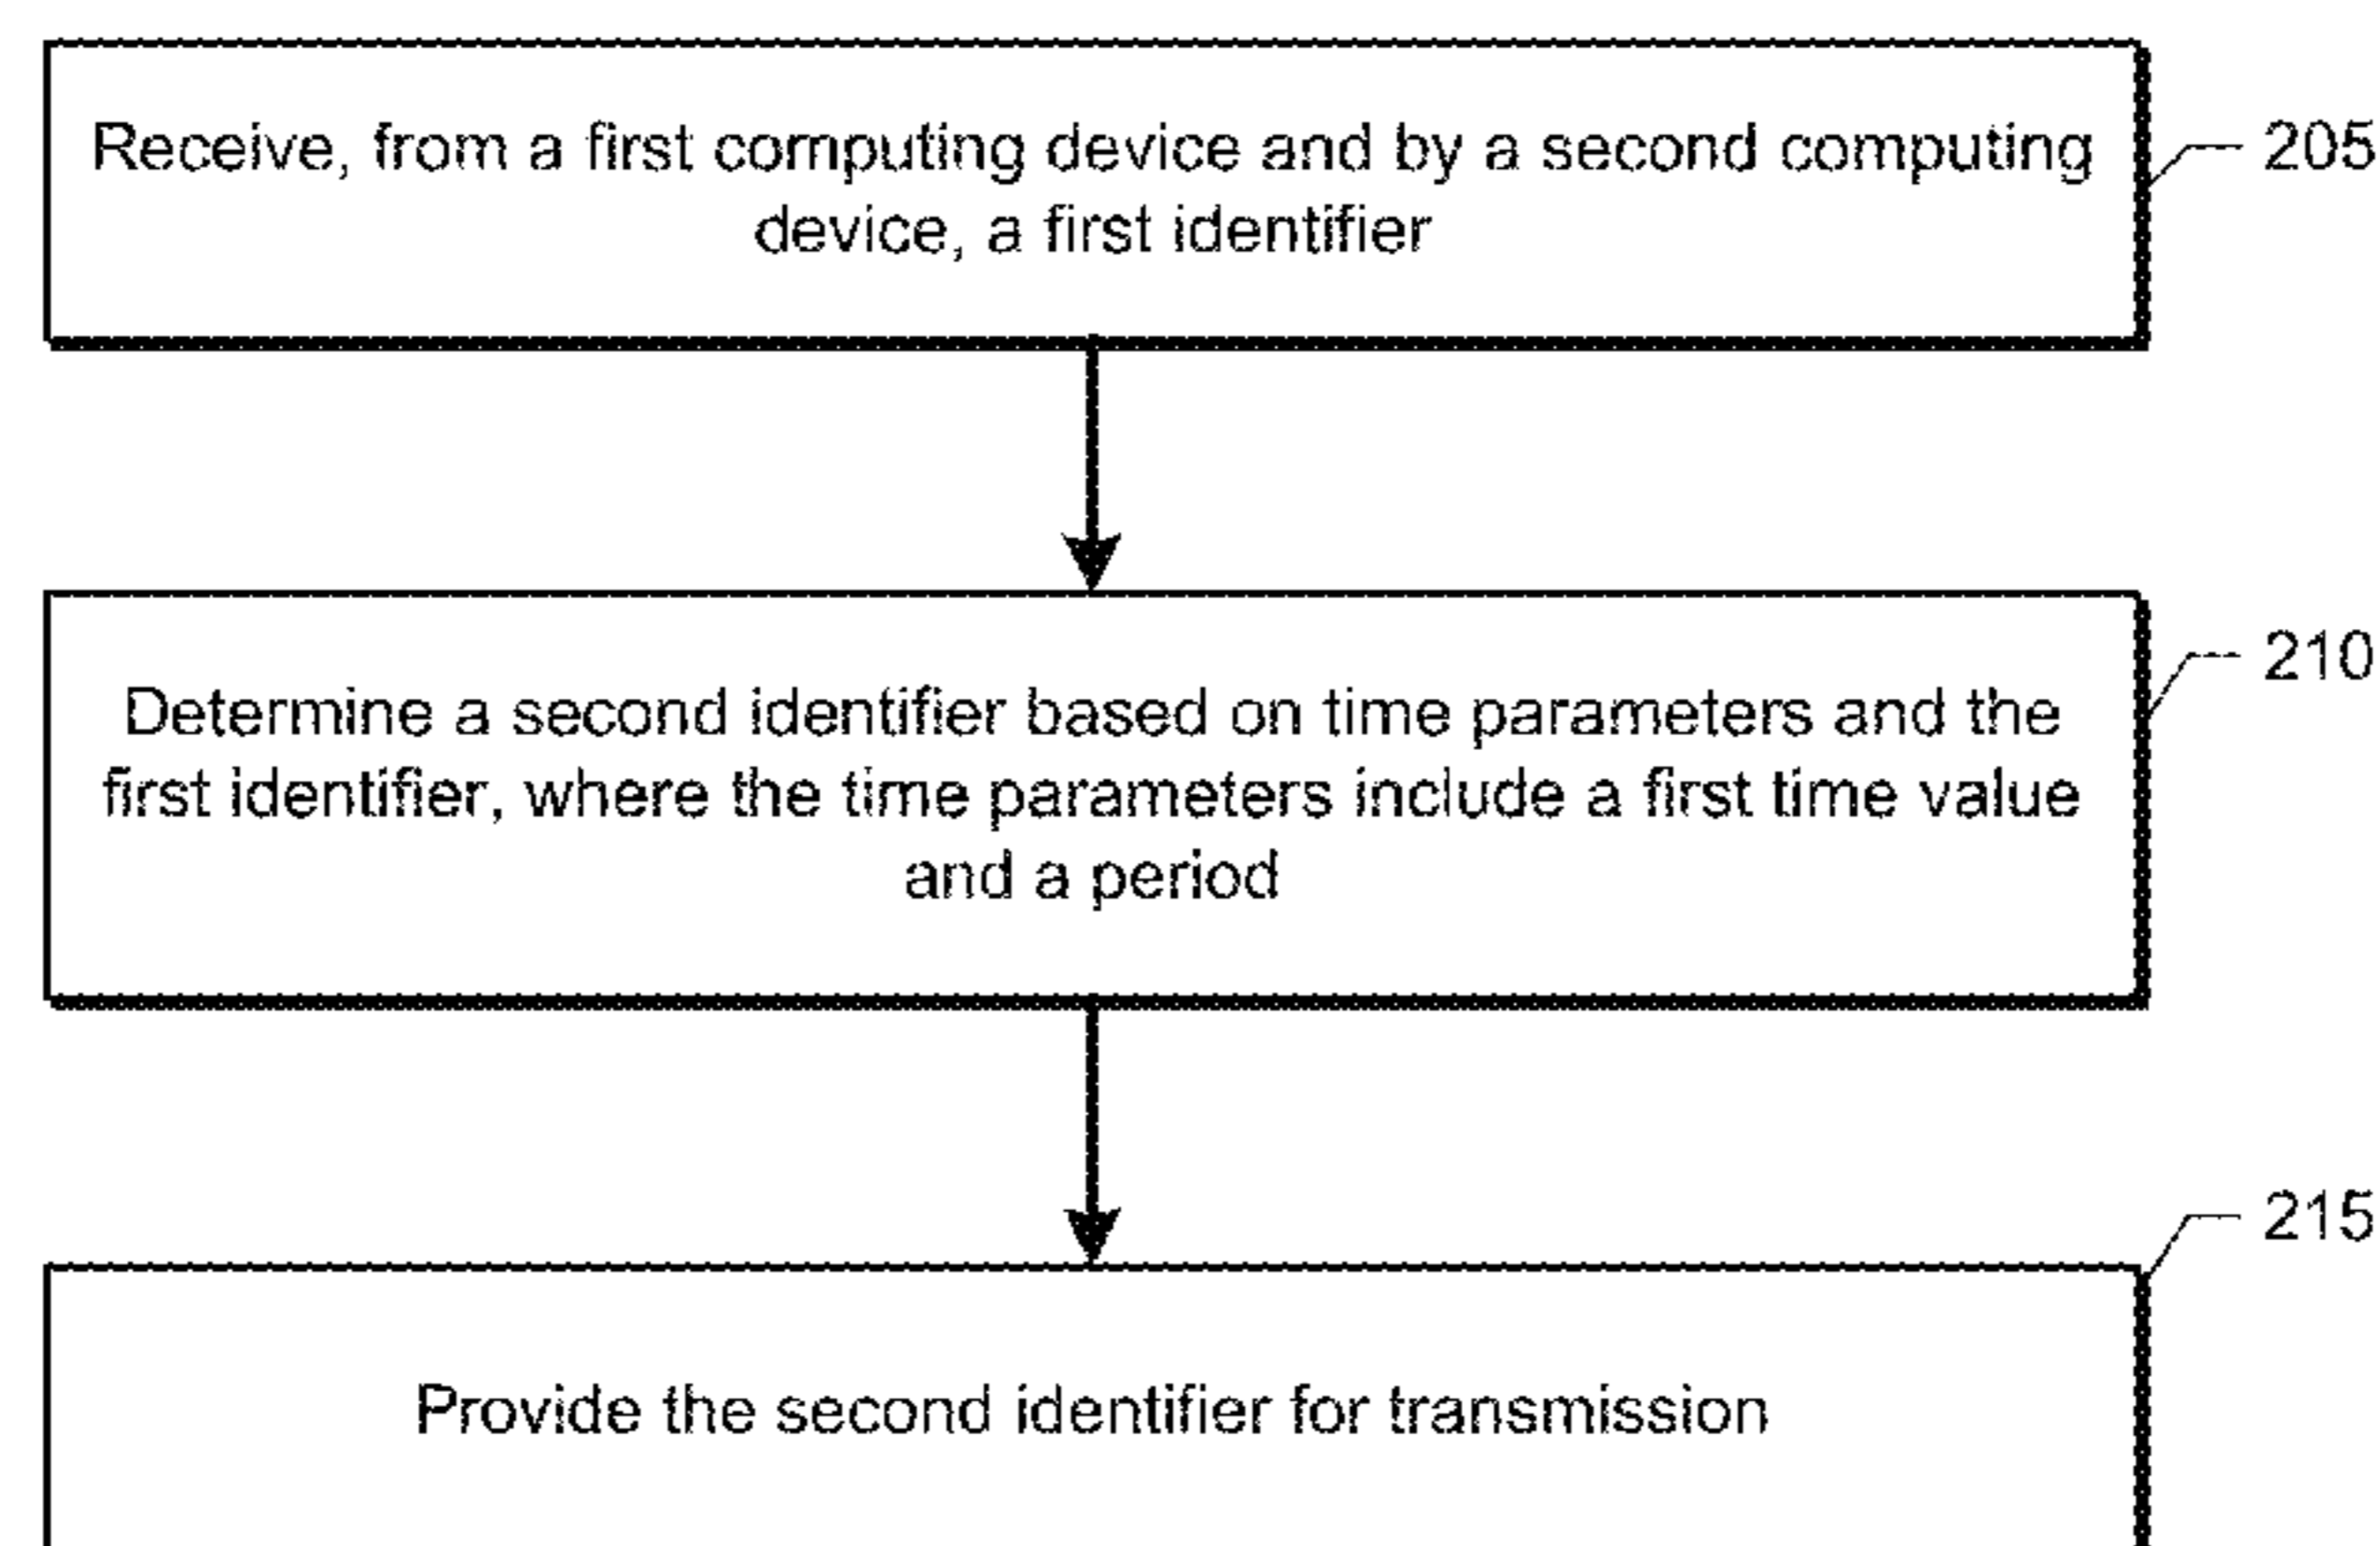 Receive, from a first computing device and by a second computing
device, a first identifier
205
Determine a second identifier based on time parameters and the
first identifier, where the time parameters include a first time value
and a period
210
Provide the second identifier for transmission
215